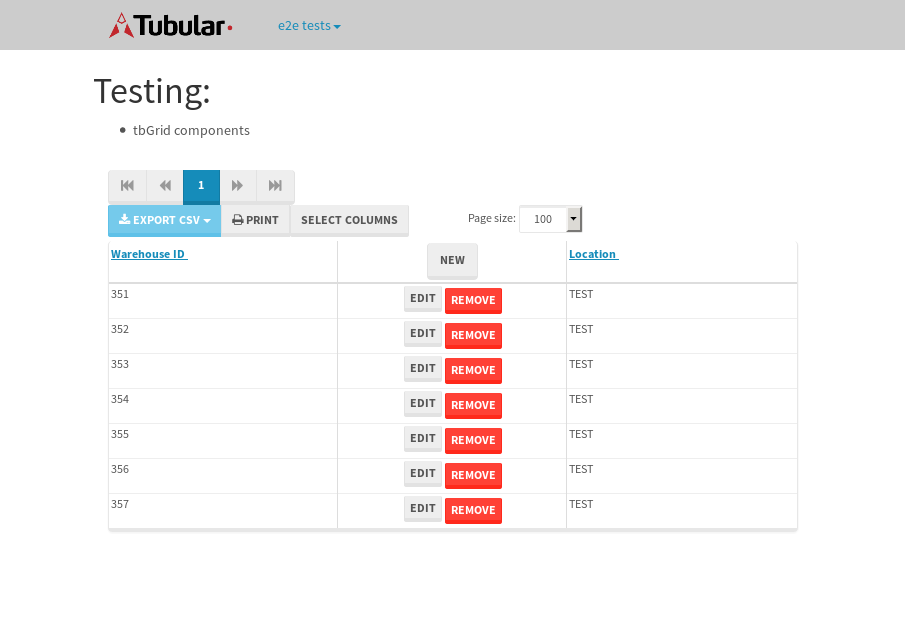 Tubular
e2e tests
Testing:
• tbGrid components
1
EXPORT CSV PRINT SELECT COLUMNS Page size: 100
Warehouse ID NEW Location
351 EDIT REMOVE TEST
352 EDIT REMOVE TEST
353 EDIT REMOVE TEST
354 EDIT REMOVE TEST
355 EDIT REMOVE TEST
356 EDIT REMOVE TEST
357 EDIT REMOVE TEST